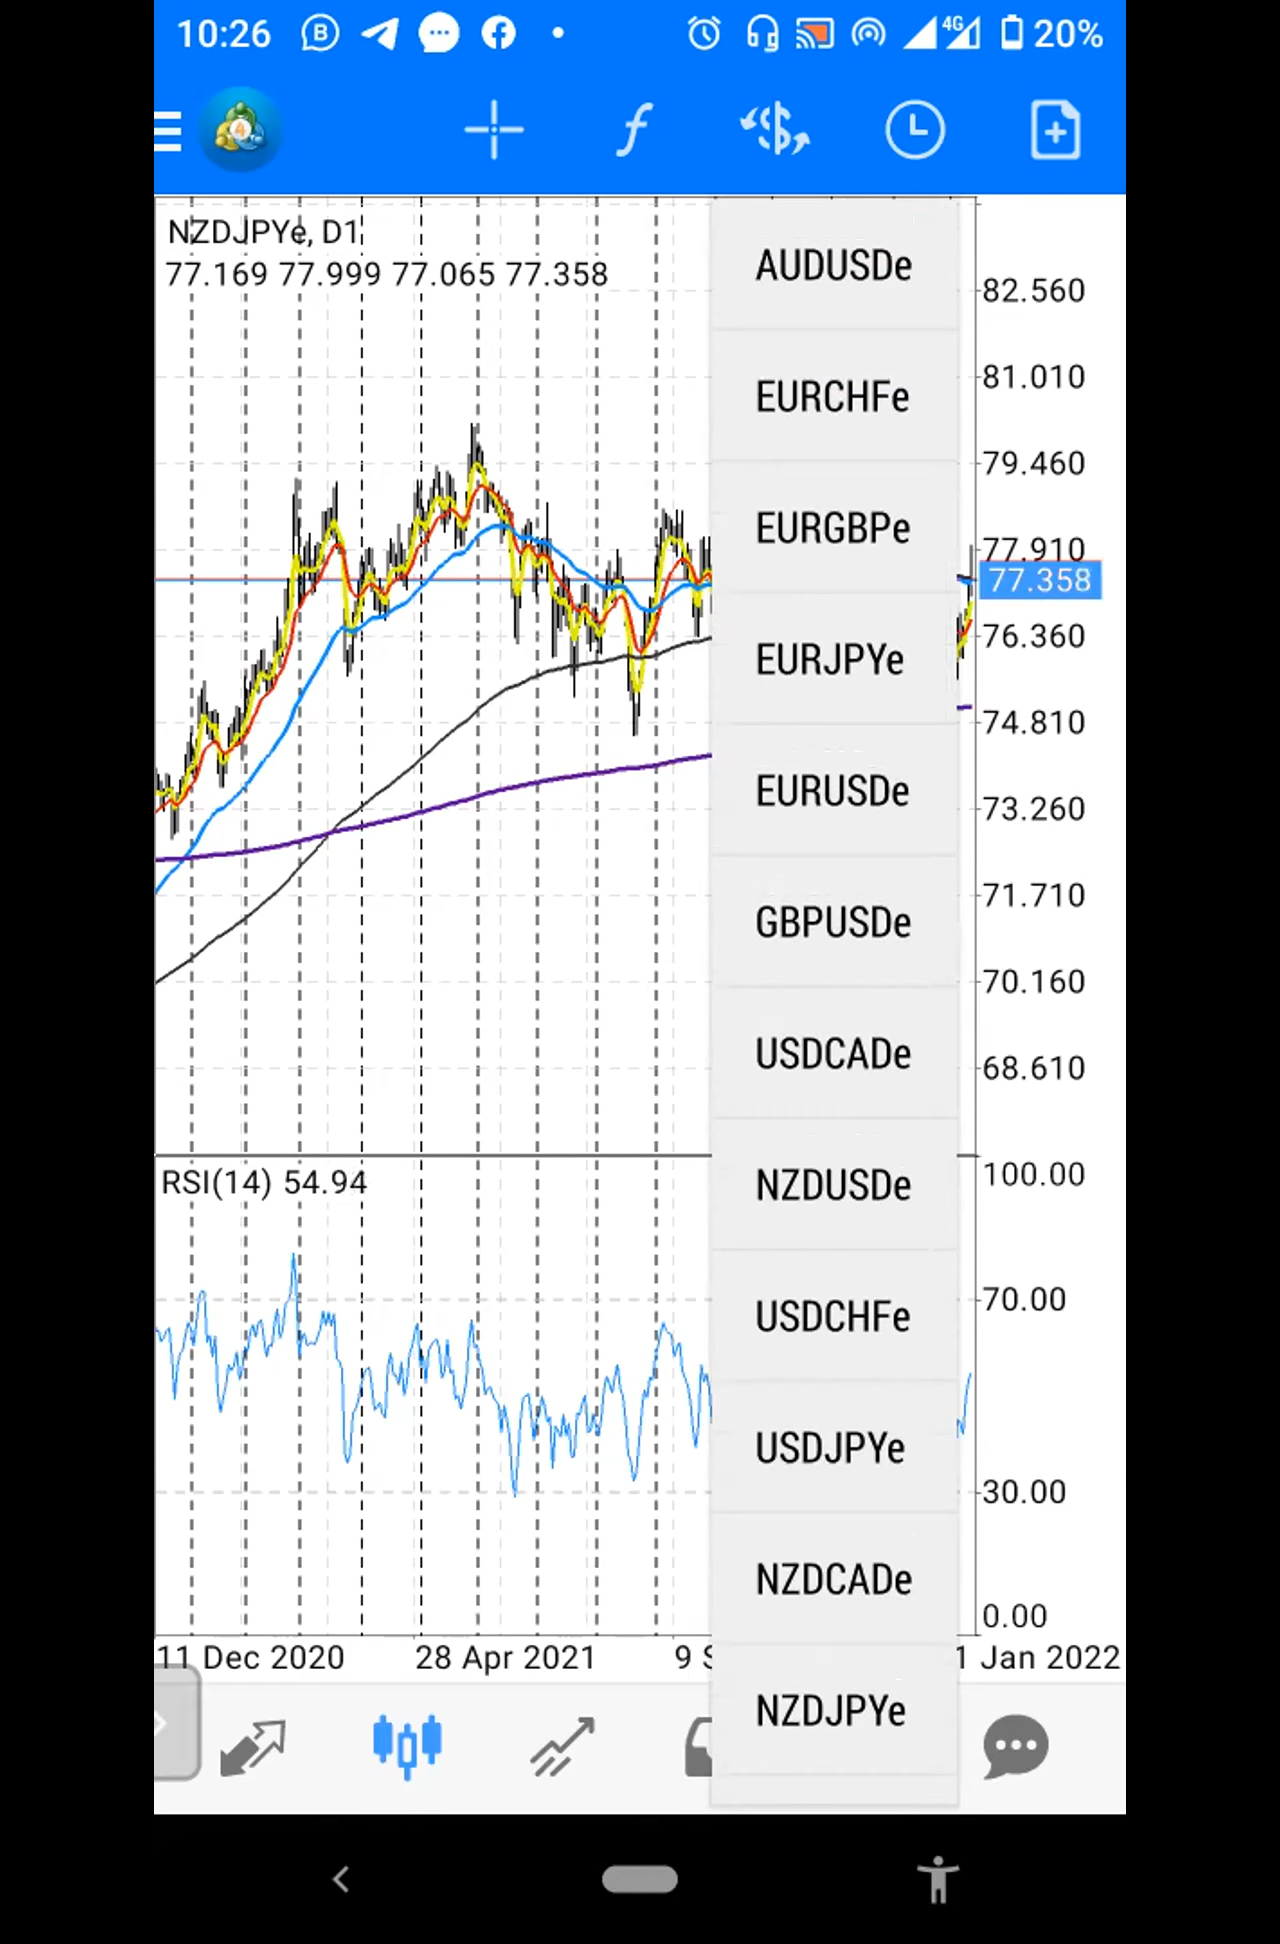 10:26 B 4G 20%
4 f $
NZDJPYe, D1
77.169 77.999 77.065 77.358
AUDUSDe
82.560
EURCHFe
81.010
79.460
EURGBPe
77.910
77.358
76.360
EURJPYe
74.810
EURUSDe
73.260
71.710
GBPUSDe
70.160
USDCADe
68.610
RSI(14) 54.94
100.00
NZDUSDe
70.00
USDCHFe
USDJPYe
30.00
NZDCADe
0.00
11 Dec 2020 28 Apr 2021 9 S 1 Jan 2022
NZDJPYe